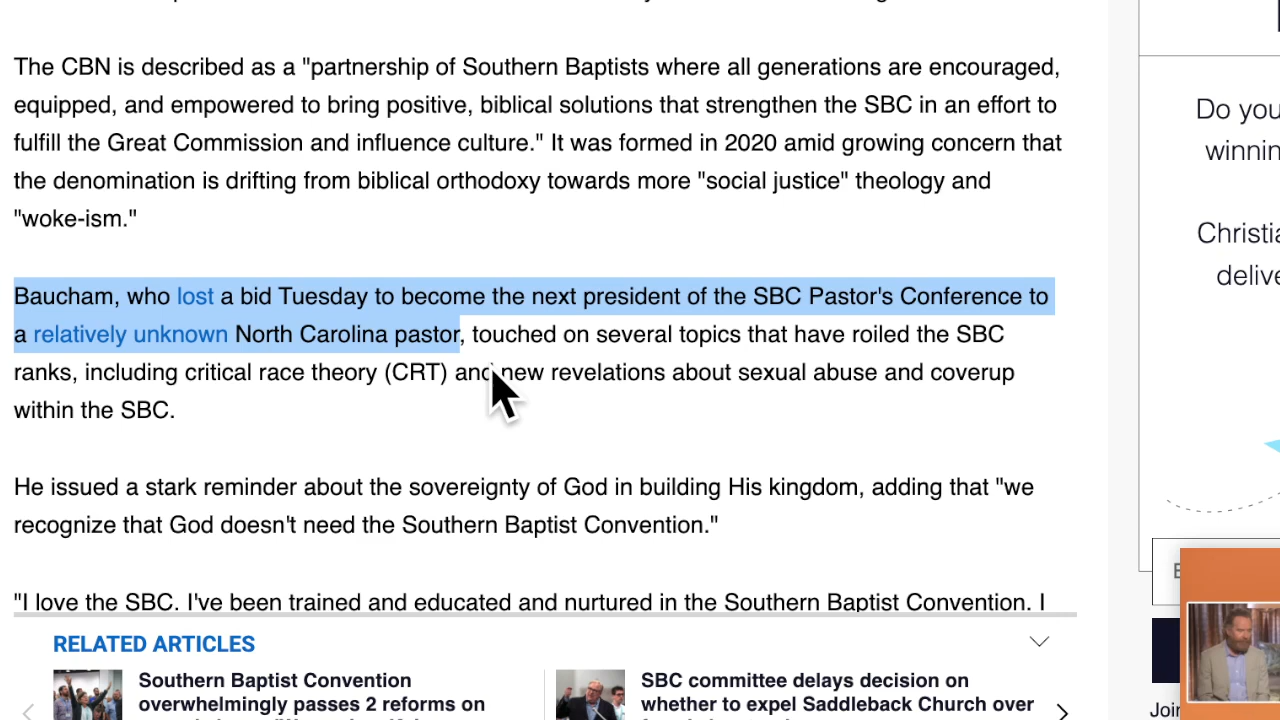 The CBN is described as a "partnership of Southern Baptists where all generations are encouraged,
equipped, and empowered to bring positive, biblical solutions that strengthen the SBC in an effort to
fulfill the Great Commission and influence culture." It was formed in 2020 amid growing concern that
the denomination is drifting from biblical orthodoxy towards more "social justice" theology and
"woke-ism."
Baucham, who lost a bid Tuesday to become the next president of the SBC Pastor's Conference to
a relatively unknown North Carolina pastor, touched on several topics that have roiled the SBC
ranks, including critical race theory (CRT) and new revelations about sexual abuse and coverup
within the SBC.
He issued a stark reminder about the sovereignty of God in building His kingdom, adding that "we
recognize that God doesn't need the Southern Baptist Convention."
"I love the SBC. I've been trained and educated and nurtured in the Southern Baptist Convention. I
RELATED ARTICLES
Southern Baptist Convention
overwhelmingly passes 2 reforms on
SBC committee delays decision on
whether to expel Saddleback Church over
Do you
winnin
Christia
delive
Join